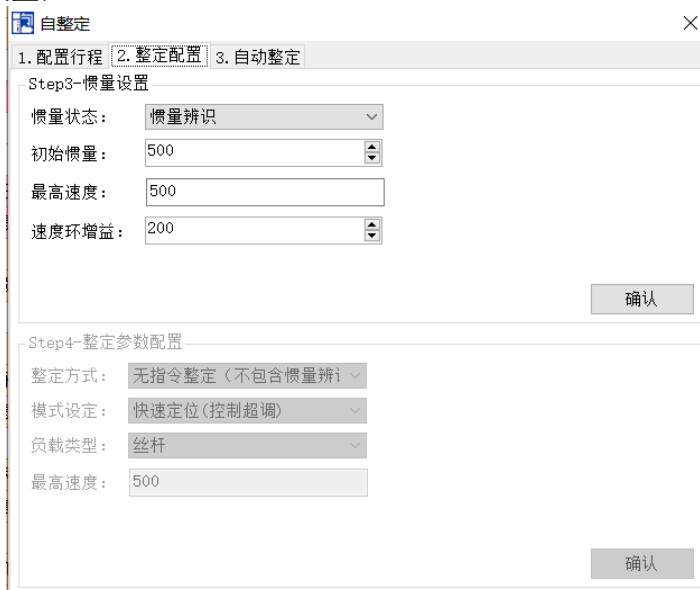 自整定
1.配置行程 2.整定配置 3.自动整定
Step3-惯量设置
惯量状态： 惯量辨识
初始惯量： 500
最高速度： 500
速度环增益： 200
确认
Step4-整定参数配置
整定方式： 无指令整定（不包含惯量辨
模式设定： 快速定位(控制超调)
负载类型： 丝杆
最高速度： 500
确认